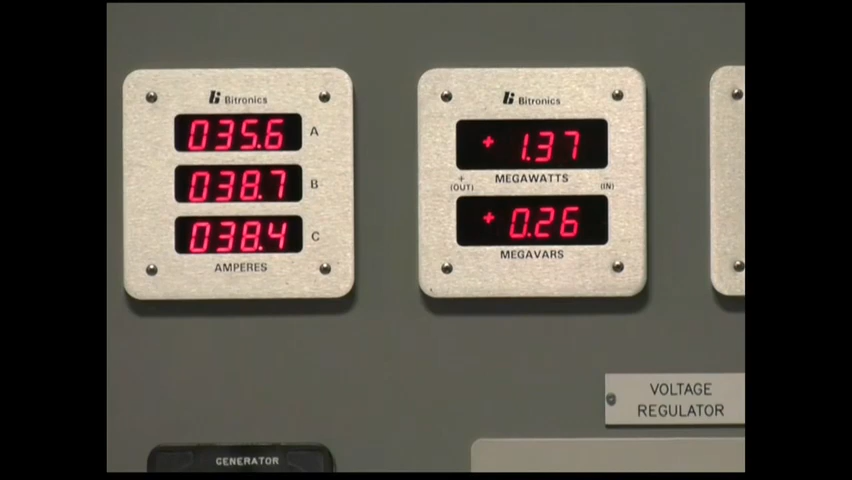 Bitronics
035.6 A
038.7 B
038.4 C
AMPERES
Bitronics
+ 1.37
+ (OUT) MEGAWATTS − (IN)
+ 0.26
MEGAVARS
VOLTAGE
REGULATOR
GENERATOR